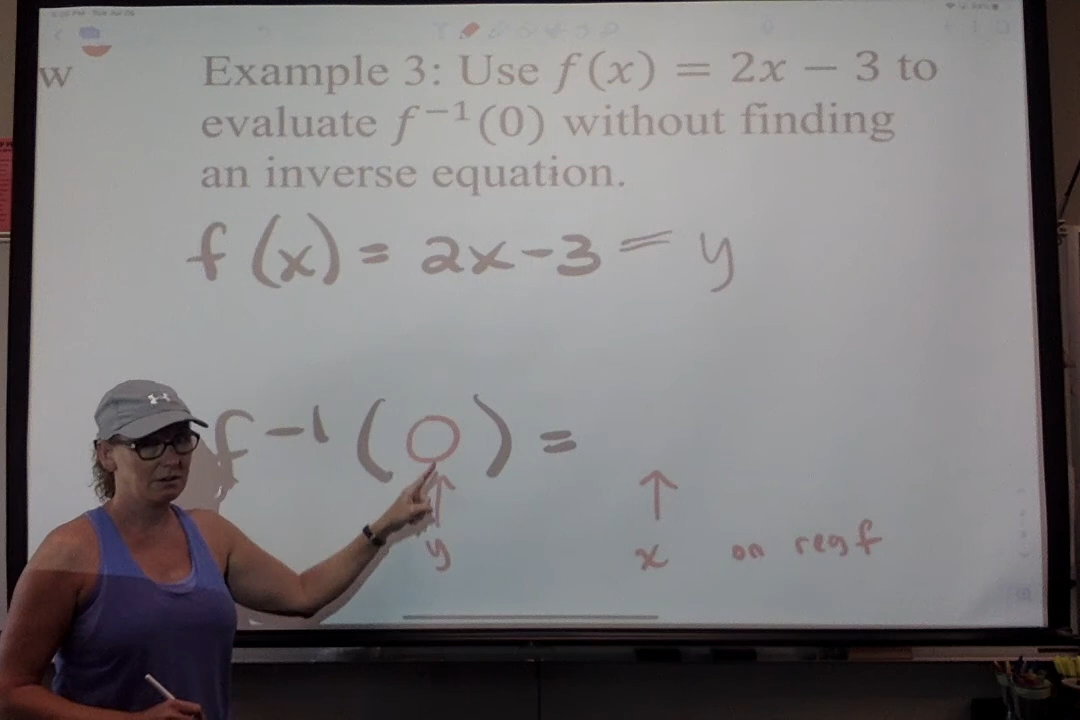 w
Example 3: Use f(x) = 2x − 3 to
evaluate f⁻¹(0) without finding
an inverse equation.
f(x) = 2x-3 = y
f⁻¹(0) =
↑ ↑
y x on reg f